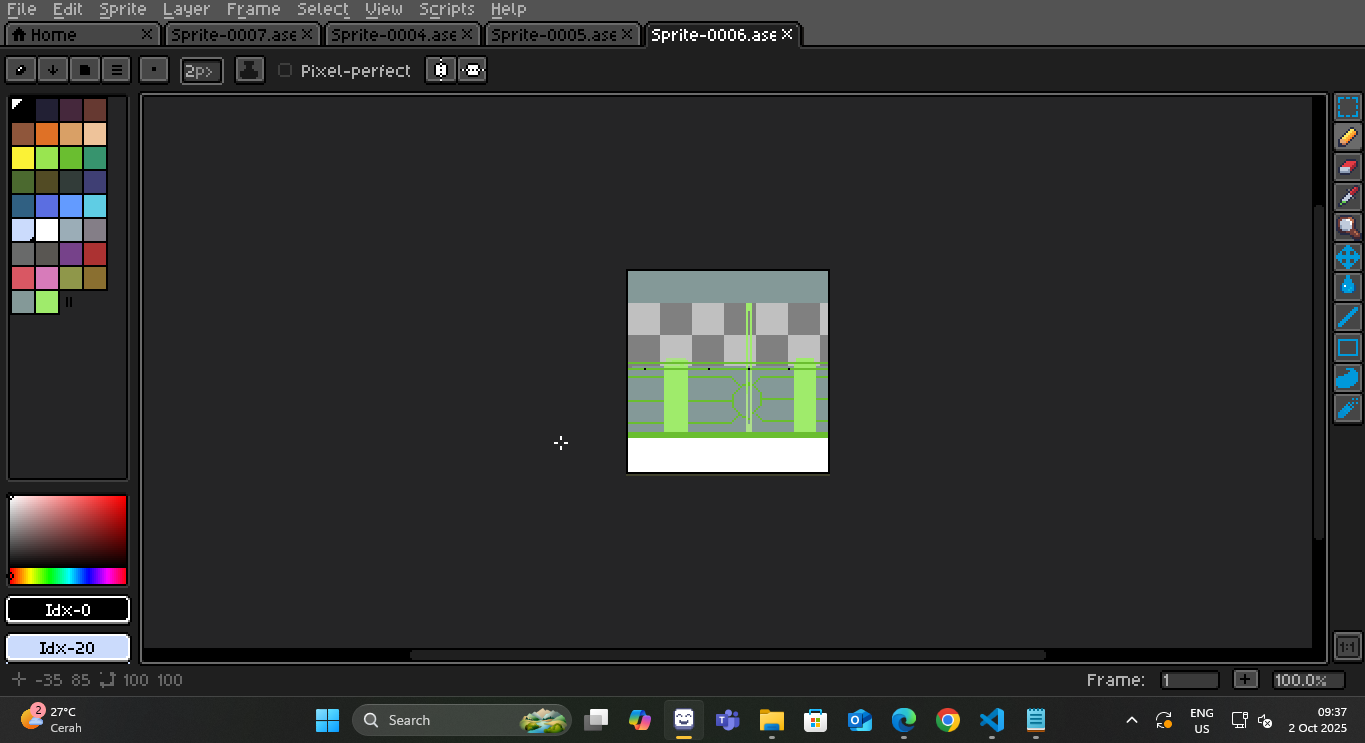 File Edit Sprite Layer Frame Select View Scripts Help
Home Sprite-0007.ase Sprite-0004.ase Sprite-0005.ase Sprite-0006.ase
2px Pixel-perfect
Idx-0
Idx-20
-35 85 100 100 Frame: 1 100.0%
1:1
2 27°C
Cerah
Search
ENG
US
09:37
2 Oct 2025